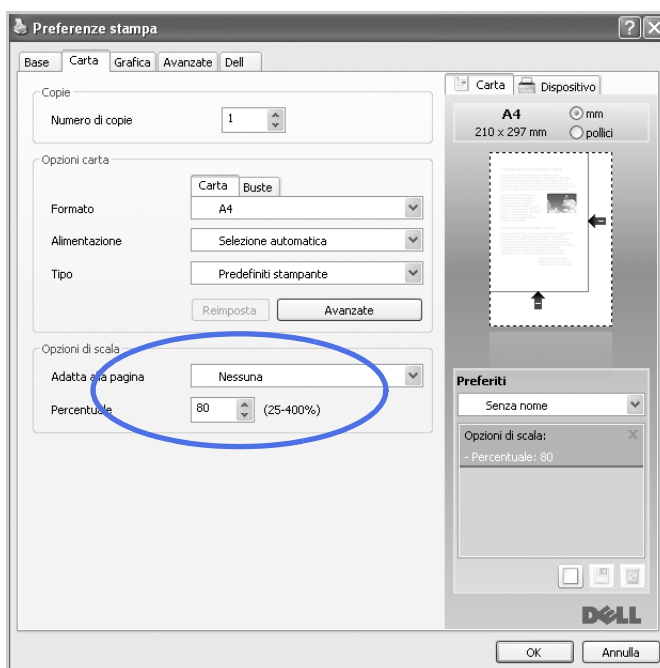 Preferenze stampa
Base Carta Grafica Avanzate Dell
Copie
Numero di copie 1
Opzioni carta
Carta Buste
Formato A4
Alimentazione Selezione automatica
Tipo Predefiniti stampante
Reimposta Avanzate
Opzioni di scala
Adatta alla pagina Nessuna
Percentuale 80 (25-400%)
Carta Dispositivo
A4 mm
210 x 297 mm pollici
Preferiti
Senza nome
Opzioni di scala:
- Percentuale: 80
DELL
OK Annulla